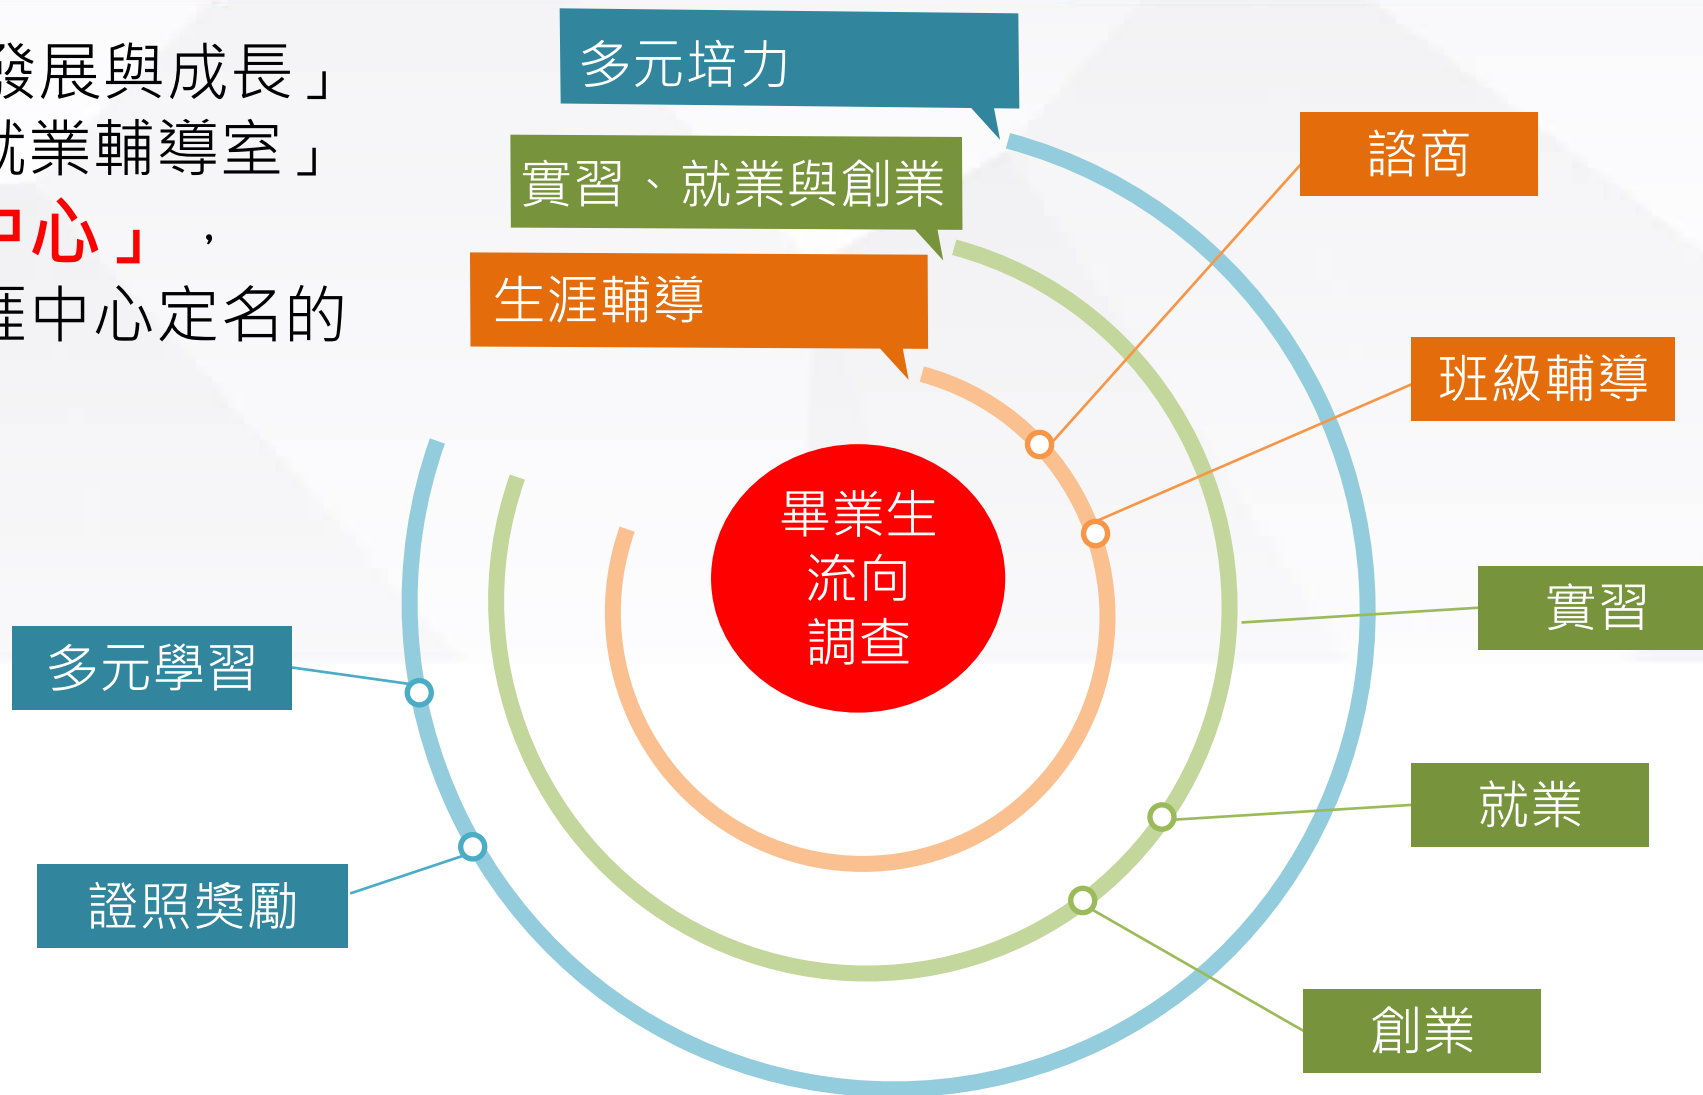 發展與成長」
就業輔導室」
中心」，
涯中心定名的
多元培力
實習、就業與創業
生涯輔導
諮商
班級輔導
畢業生
流向
調查
實習
多元學習
就業
證照獎勵
創業